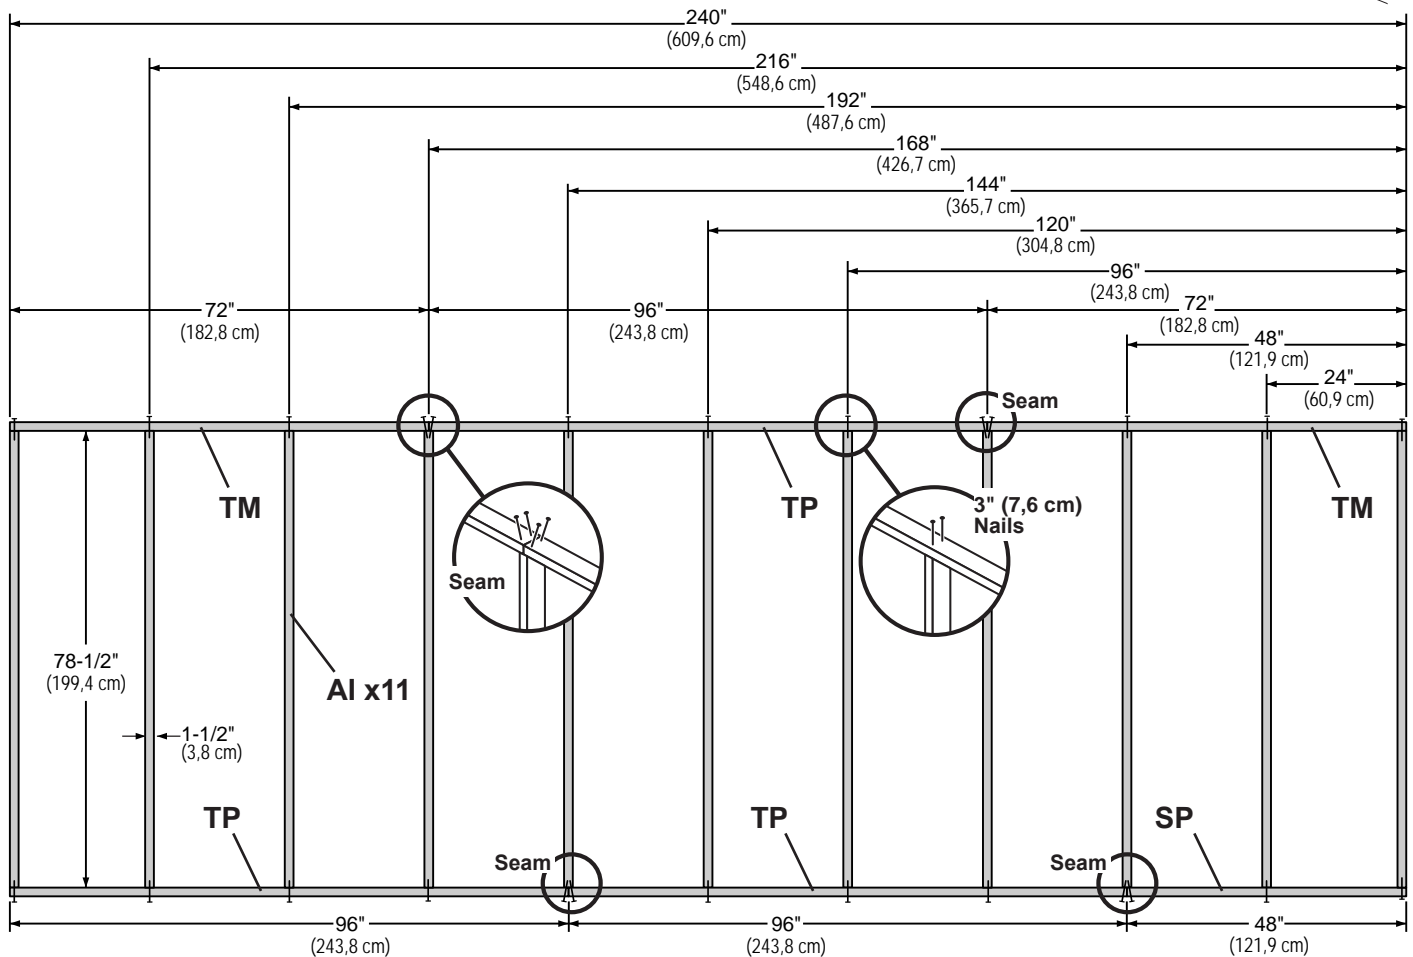 240"
(609,6 cm)
216"
(548,6 cm)
192"
(487,6 cm)
168"
(426,7 cm)
144"
(365,7 cm)
120"
(304,8 cm)
96"
(243,8 cm)
72"
(182,8 cm)
96"
(243,8 cm)
72"
(182,8 cm)
48"
(121,9 cm)
24"
(60,9 cm)
Seam
TM
TP
TM
3" (7,6 cm)
Nails
Seam
78-1/2"
(199,4 cm)
AI x11
1-1/2"
(3,8 cm)
TP
TP
SP
Seam
Seam
96"
(243,8 cm)
96"
(243,8 cm)
48"
(121,9 cm)